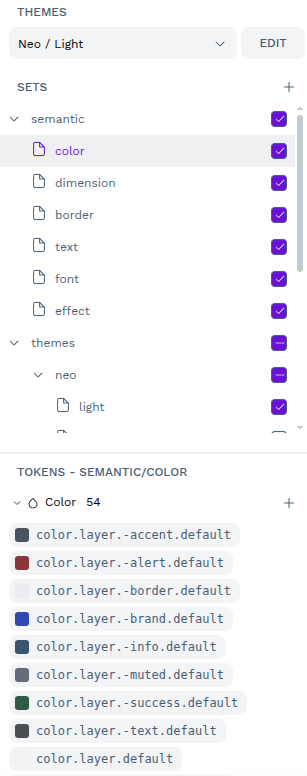 THEMES
Neo / Light
EDIT
SETS
semantic
color
dimension
border
text
font
effect
themes
neo
light
TOKENS - SEMANTIC/COLOR
Color 54
color.layer.-accent.default
color.layer.-alert.default
color.layer.-border.default
color.layer.-brand.default
color.layer.-info.default
color.layer.-muted.default
color.layer.-success.default
color.layer.-text.default
color.layer.default